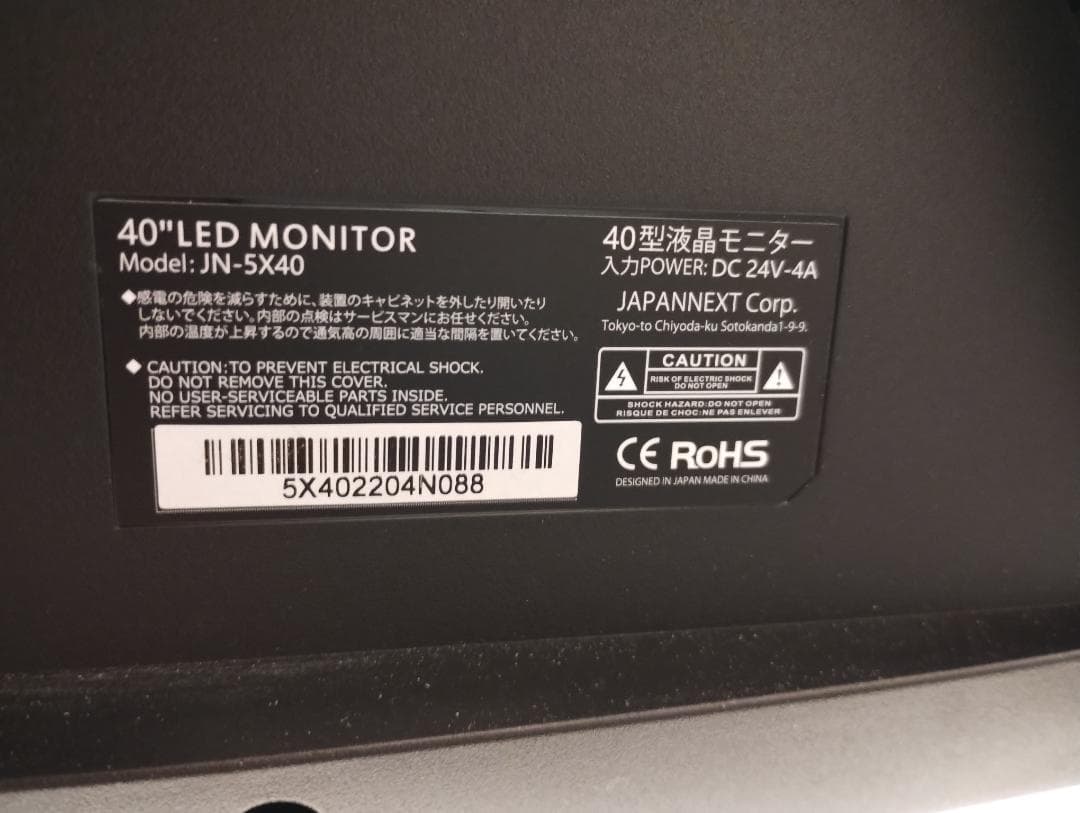 40"LED MONITOR
Model: JN-5X40
◆感電の危険を減らすために、装置のキャビネットを外したり開いたり
しないでください。内部の点検はサービスマンにお任せください。
内部の温度が上昇するので通気高の周囲に適当な間隔を置いてください。
◆ CAUTION:TO PREVENT ELECTRICAL SHOCK.
DO NOT REMOVE THIS COVER.
NO USER-SERVICEABLE PARTS INSIDE.
REFER SERVICING TO QUALIFIED SERVICE PERSONNEL.
5X402204N088
40型液晶モニター
入力POWER: DC 24V-4A
JAPANNEXT Corp.
Tokyo-to Chiyoda-ku Sotokanda1-9-9.
CAUTION
RISK OF ELECTRIC SHOCK
DO NOT OPEN
SHOCK HAZARD:DO NOT OPEN
RISQUE DE CHOC:NE PAS ENLEVER
CE RoHS
DESIGNED IN JAPAN MADE IN CHINA